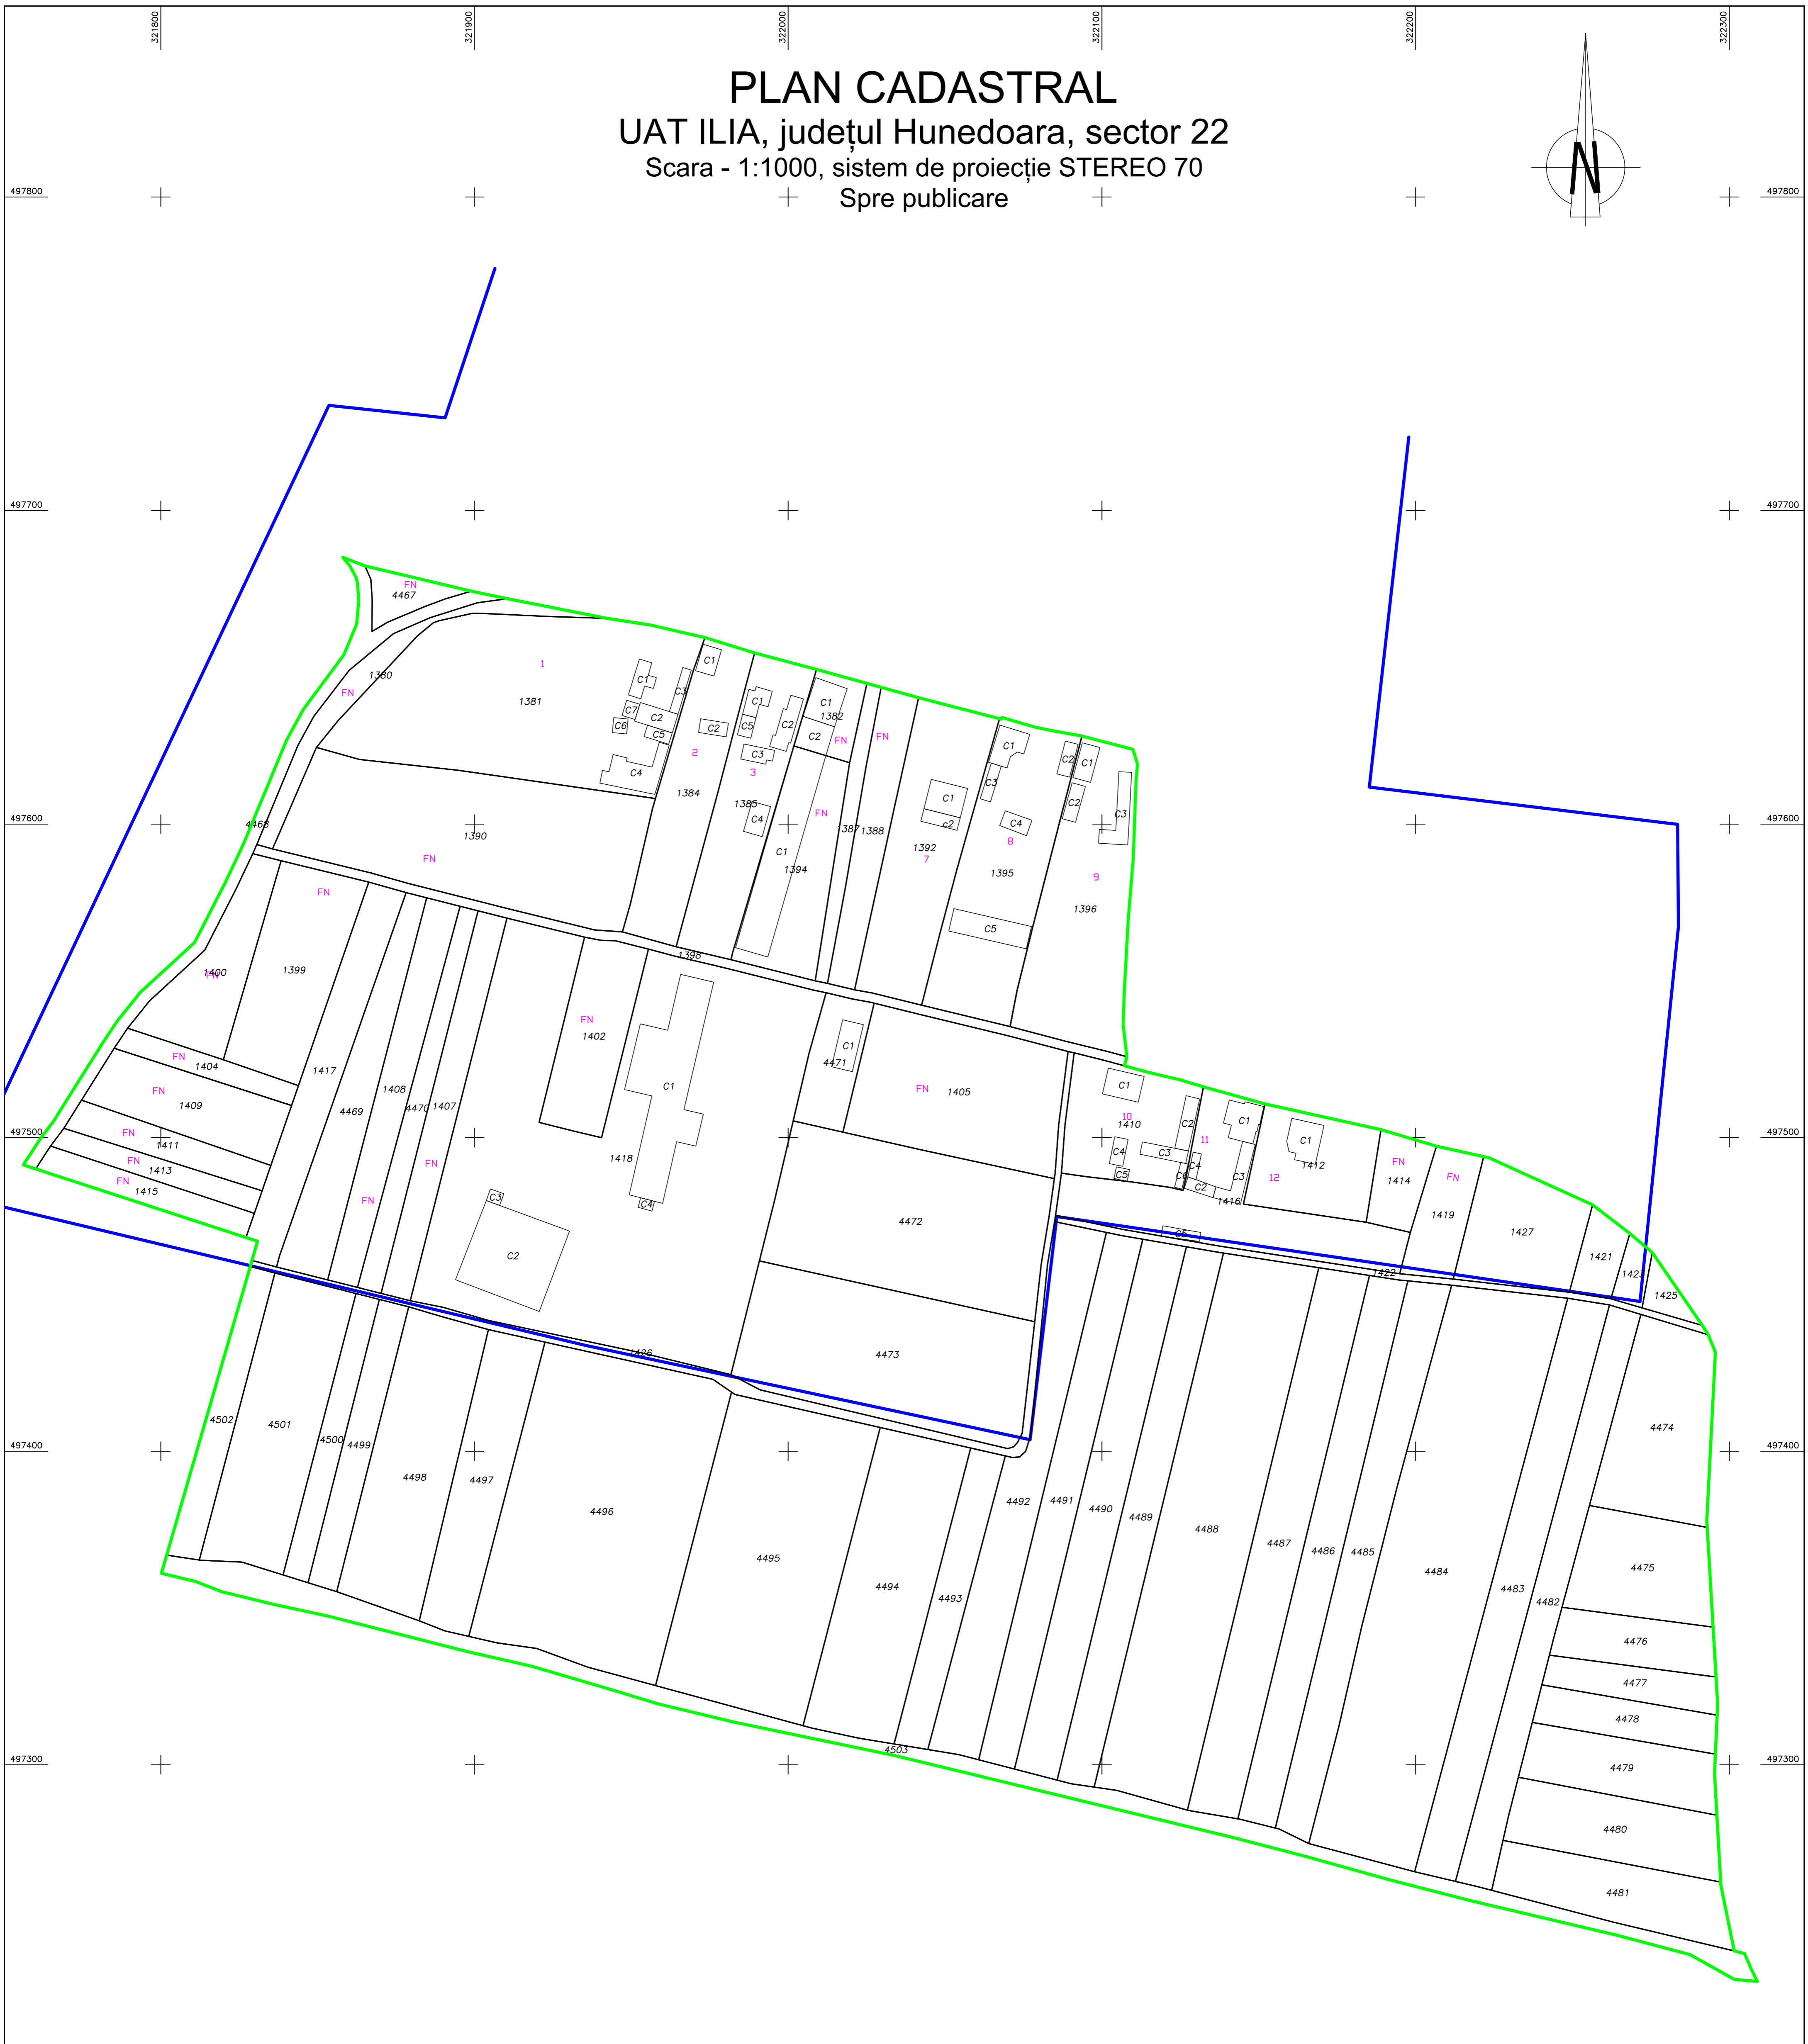 321800
321900
322000
322100
322200
322300
PLAN CADASTRAL
UAT ILIA, județul Hunedoara, sector 22
Scara - 1:1000, sistem de proiecție STEREO 70
Spre publicare
N
497800
497800
497700
497700
FN
4467
1
1380
FN
1381
C1
C3
C7
C2
C6
C5
C4
C1
C2
2
1384
C1
C5
C2
C3
3
1385
C4
C1
1382
C2
FN
FN
FN
C1
1394
1387
1388
C1
C2
1392
7
C1
C3
C4
8
1395
C5
C2
C1
C2
C3
9
1396
497600
497600
4468
1390
FN
FN
1399
1400
FN
1398
FN
1402
FN
1404
FN
1409
FN
1411
FN
1413
FN
1415
1417
4469
1408
4470
1407
FN
FN
C1
1418
C3
C4
C2
C1
4471
FN
1405
497500
497500
C1
10
1410
C2
C4
C3
C5
C6
C1
11
C4
C3
C2
1416
C1
1412
12
FN
1414
FN
1419
1427
1421
1423
1425
C5
1422
4472
4473
1426
497400
497400
4502
4501
4500
4499
4498
4497
4496
4495
4494
4493
4492
4491
4490
4489
4488
4487
4486
4485
4484
4483
4482
4474
4475
4476
4477
4478
4479
4480
4481
4503
497300
497300